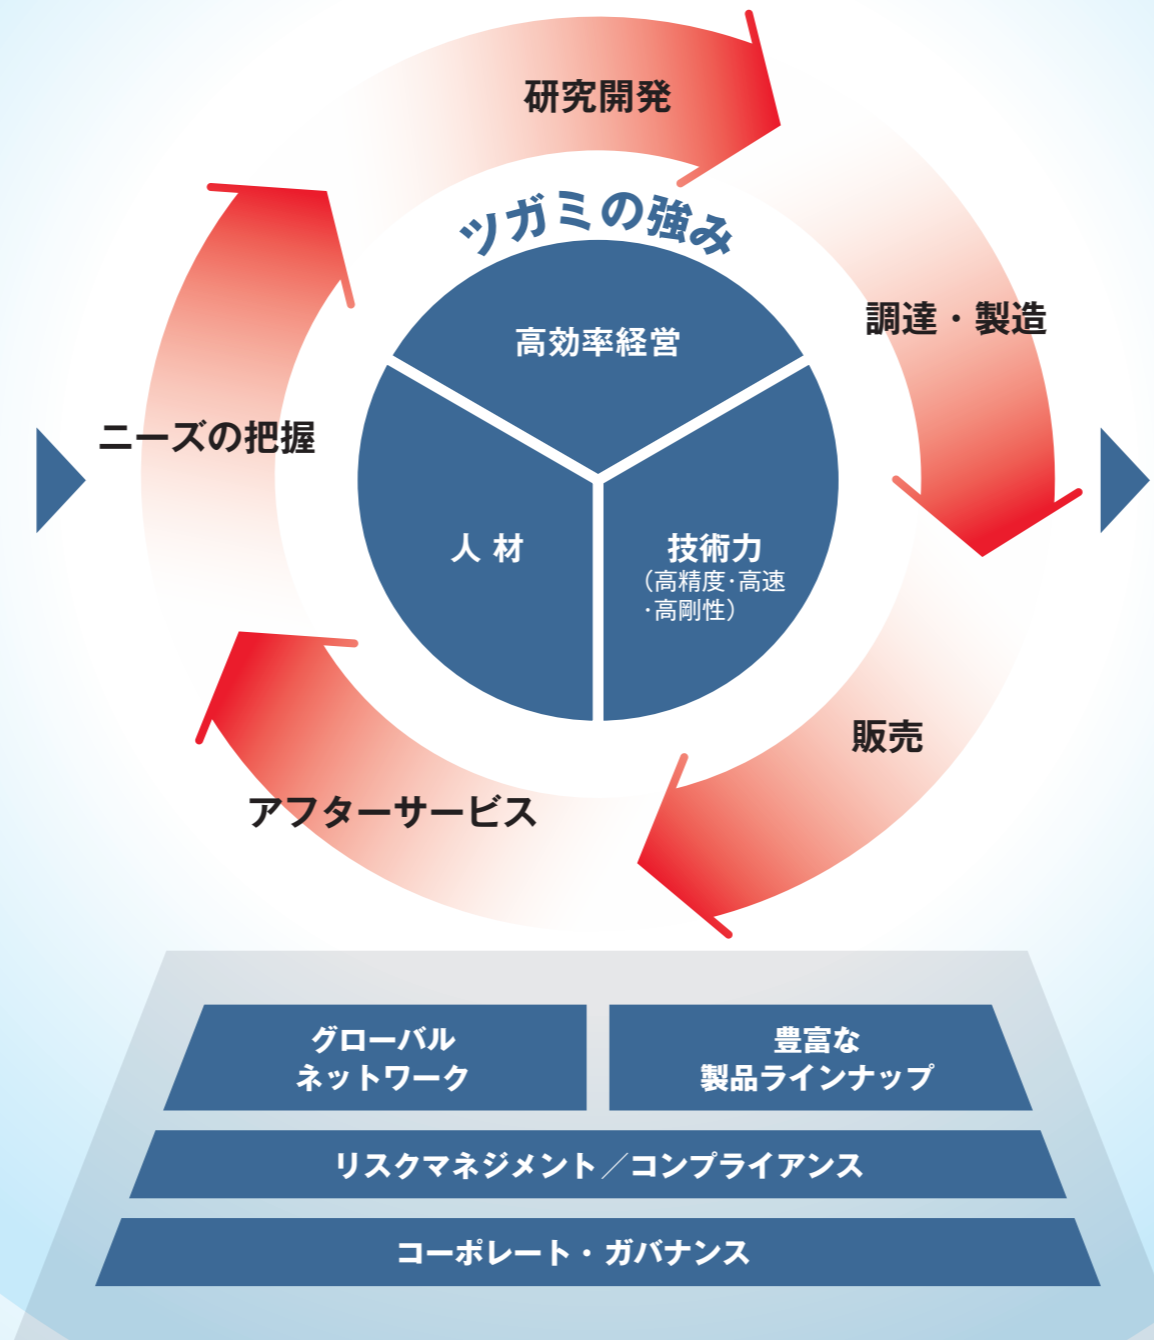 研究開発
ツガミの強み
調達・製造
高効率経営
ニーズの把握
人 材
技術力
（高精度・高速
・高剛性）
販売
アフターサービス
グローバル
ネットワーク
豊富な
製品ラインナップ
リスクマネジメント／コンプライアンス
コーポレート・ガバナンス